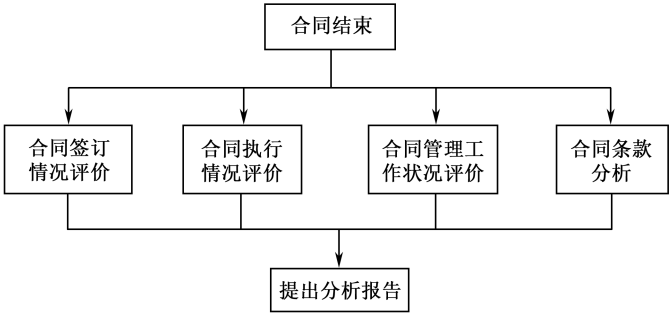 合同结束
合同签订
情况评价
合同执行
情况评价
合同管理工
作状况评价
合同条款
分析
提出分析报告